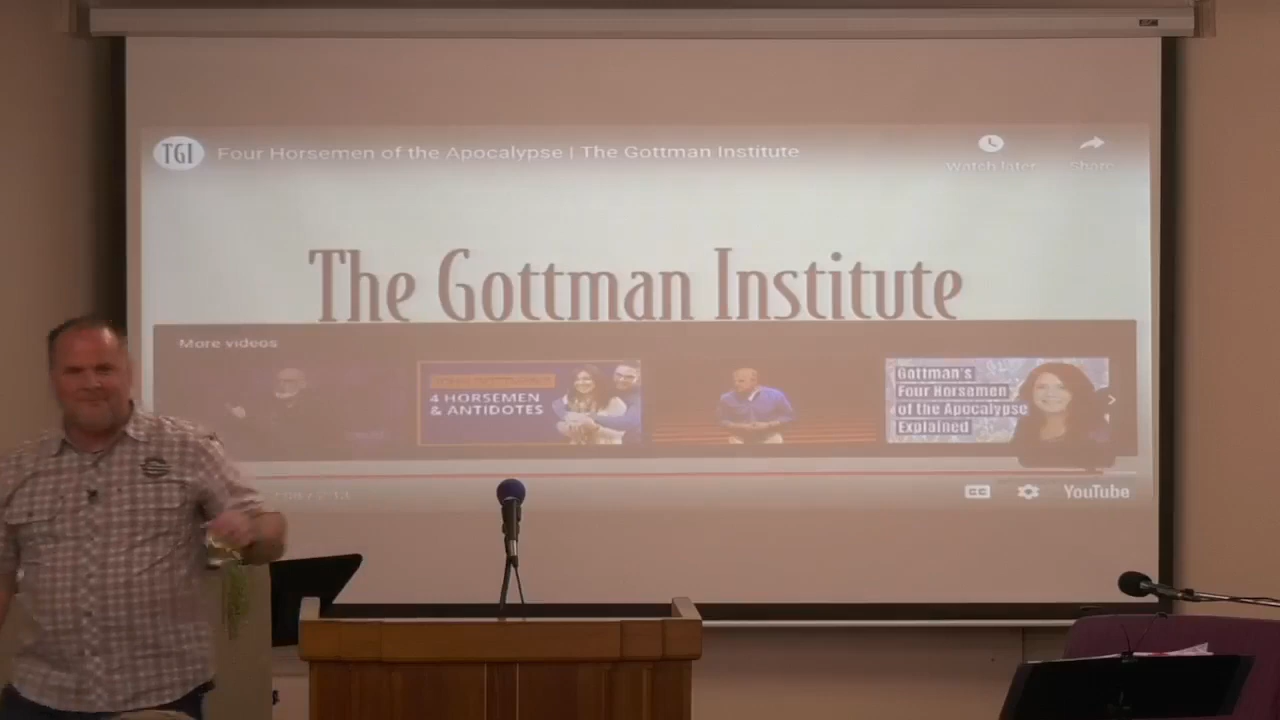 TGI
Four Horsemen of the Apocalypse | The Gottman Institute
Watch later
Share
The Gottman Institute
More videos
4 HORSEMEN
& ANTIDOTES
Gottman's
Four Horsemen
of the Apocalypse
Explained
CC
YouTube